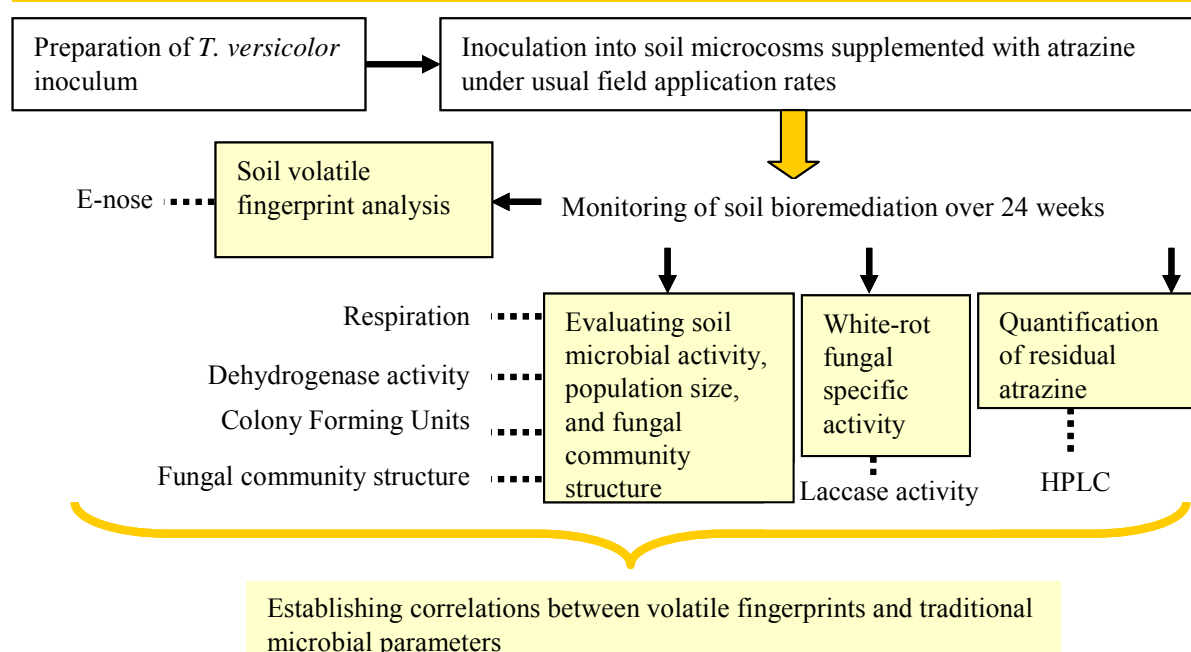 Preparation of T. versicolor
inoculum
Inoculation into soil microcosms supplemented with atrazine
under usual field application rates
E-nose
Soil volatile
fingerprint analysis
Monitoring of soil bioremediation over 24 weeks
Respiration
Dehydrogenase activity
Colony Forming Units
Fungal community structure
Evaluating soil
microbial activity,
population size,
and fungal
community
structure
White-rot
fungal
specific
activity
Laccase activity
Quantification
of residual
atrazine
HPLC
Establishing correlations between volatile fingerprints and traditional
microbial parameters